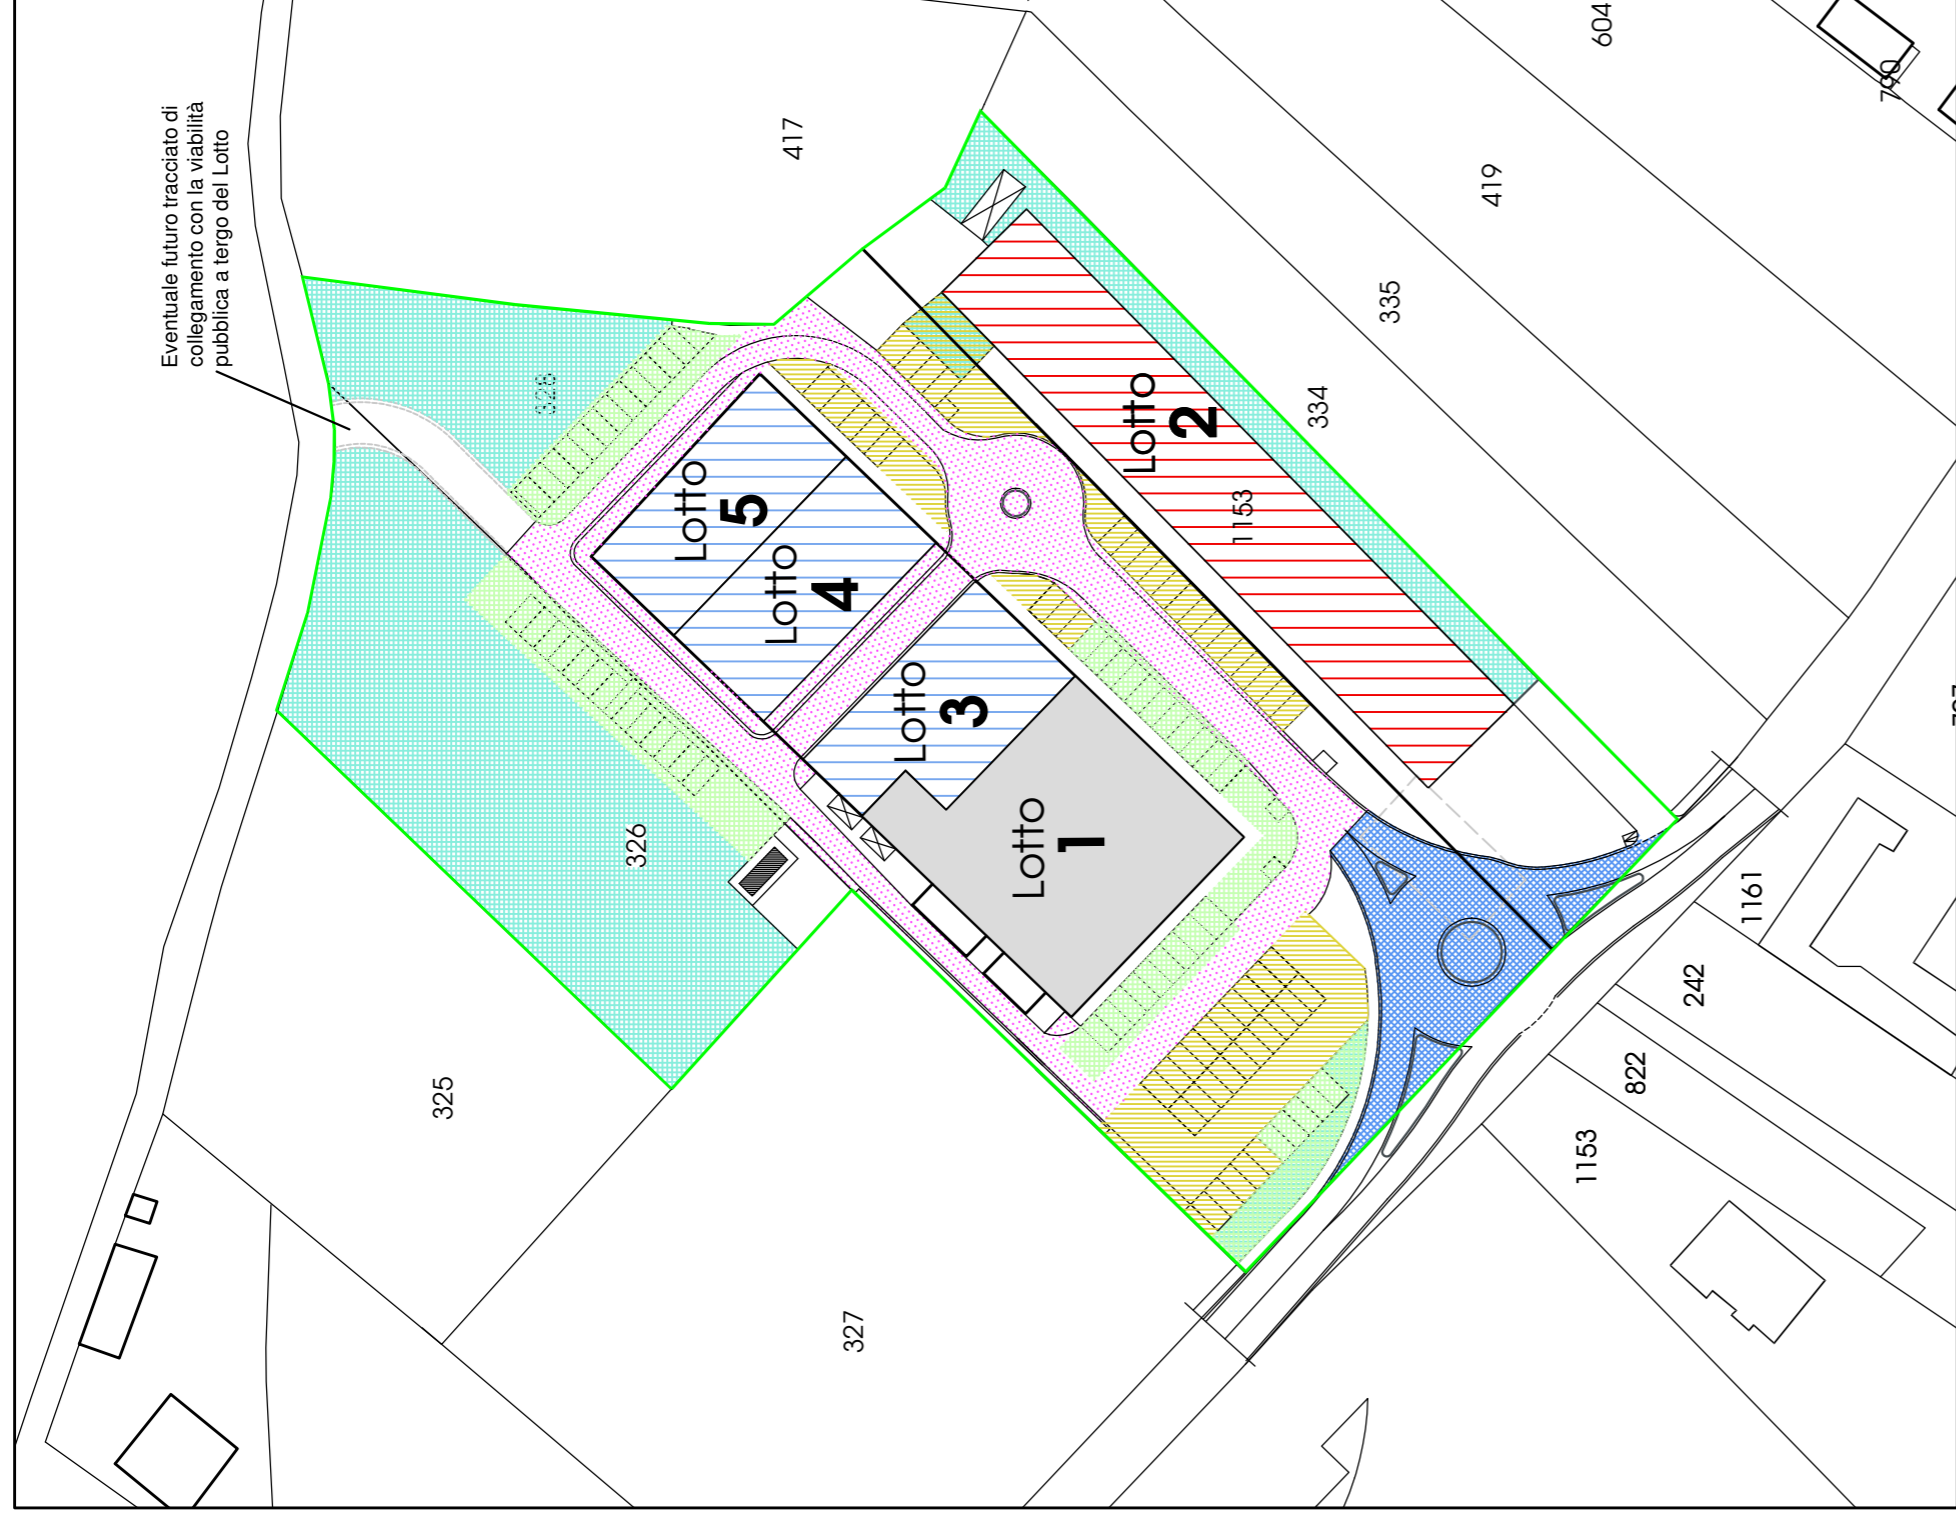 Eventuale futuro tracciato di
collegamento con la viabilità
pubblica a tergo del Lotto
417
604
790
419
335
334
328
Lotto
2
1153
Lotto
5
Lotto
4
Lotto
3
Lotto
1
326
325
327
1161
242
822
1153